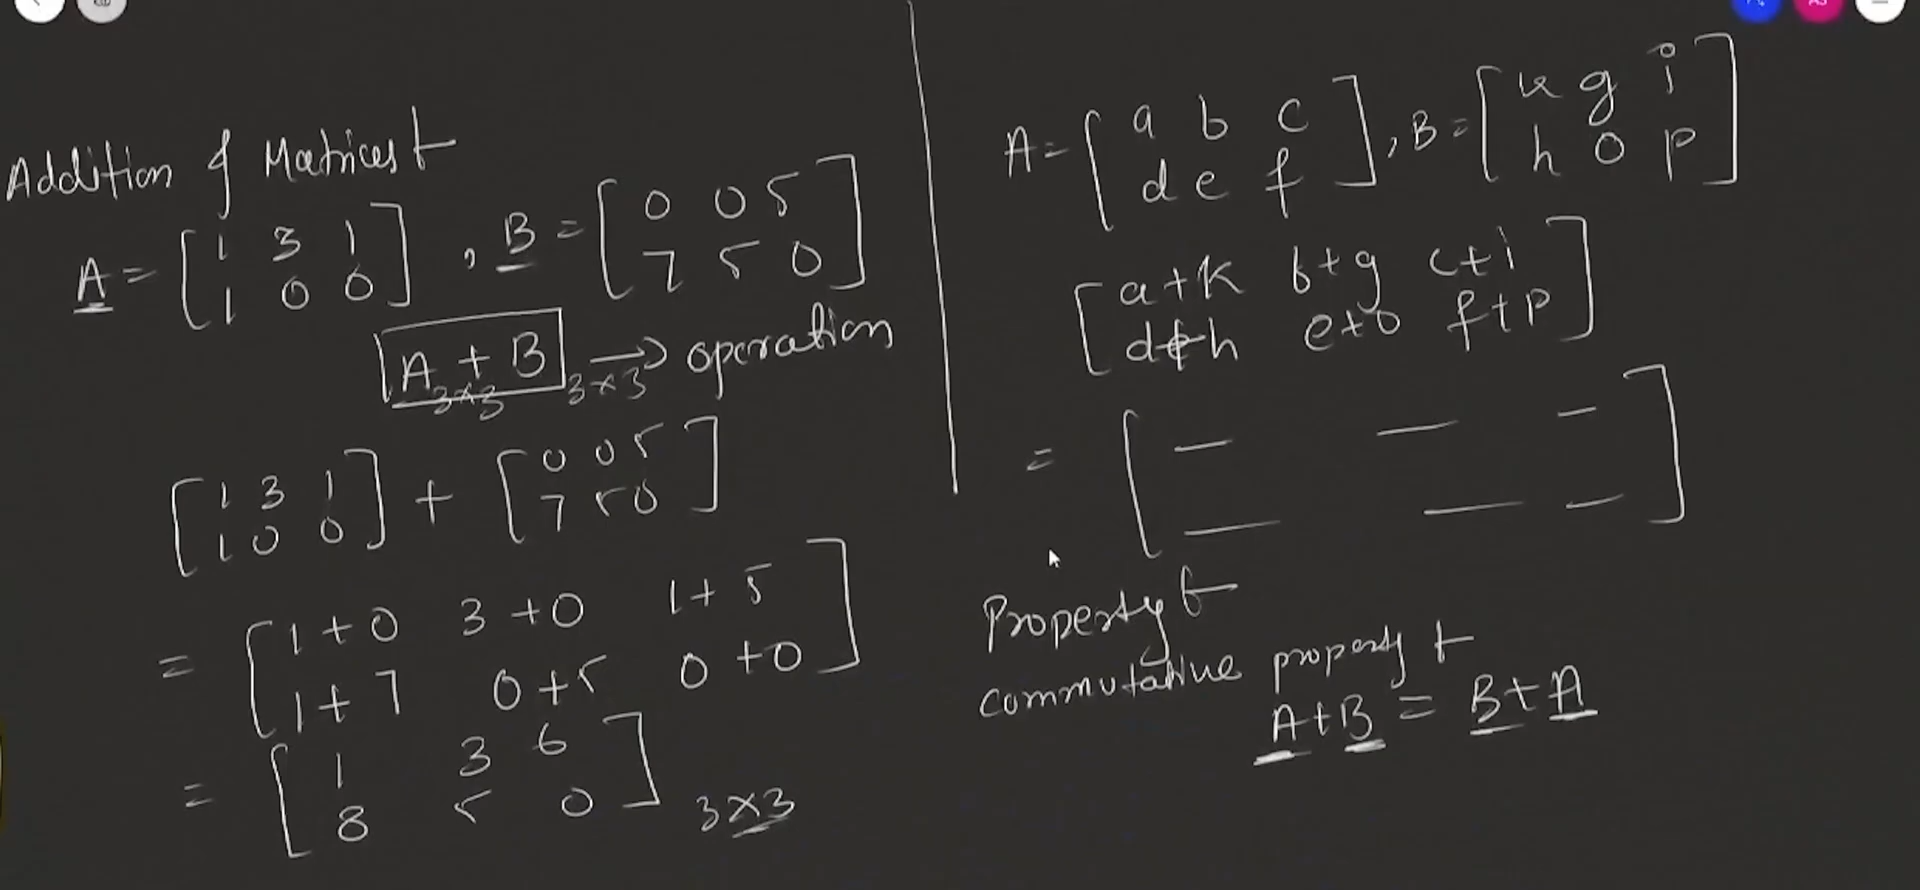 Addition of Matrices
A = [ 1 3 1 , B = [ 0 0 5
1 0 0 ] 7 5 0 ]
A + B → operation
3×3 3×3
[ 1 3 1 + [ 0 0 5
1 0 0 ] 7 5 0 ]
= [ 1+0 3+0 1+5
1+7 0+5 0+0 ]
= [ 1 3 6
8 5 0 ] 3×3
A = [ a b c , B = [ k g i
d e f ] h o p ]
[ a+k b+g c+i
d+h e+o f+p ]
= [ — — —
— — — ]
Property
commutative property
A+B = B+A